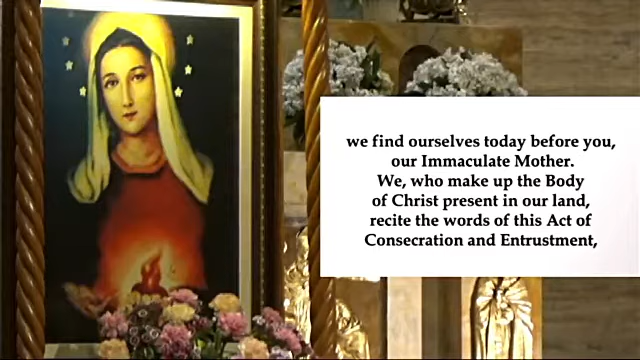 we find ourselves today before you,
our Immaculate Mother.
We, who make up the Body
of Christ present in our land,
recite the words of this Act of
Consecration and Entrustment,